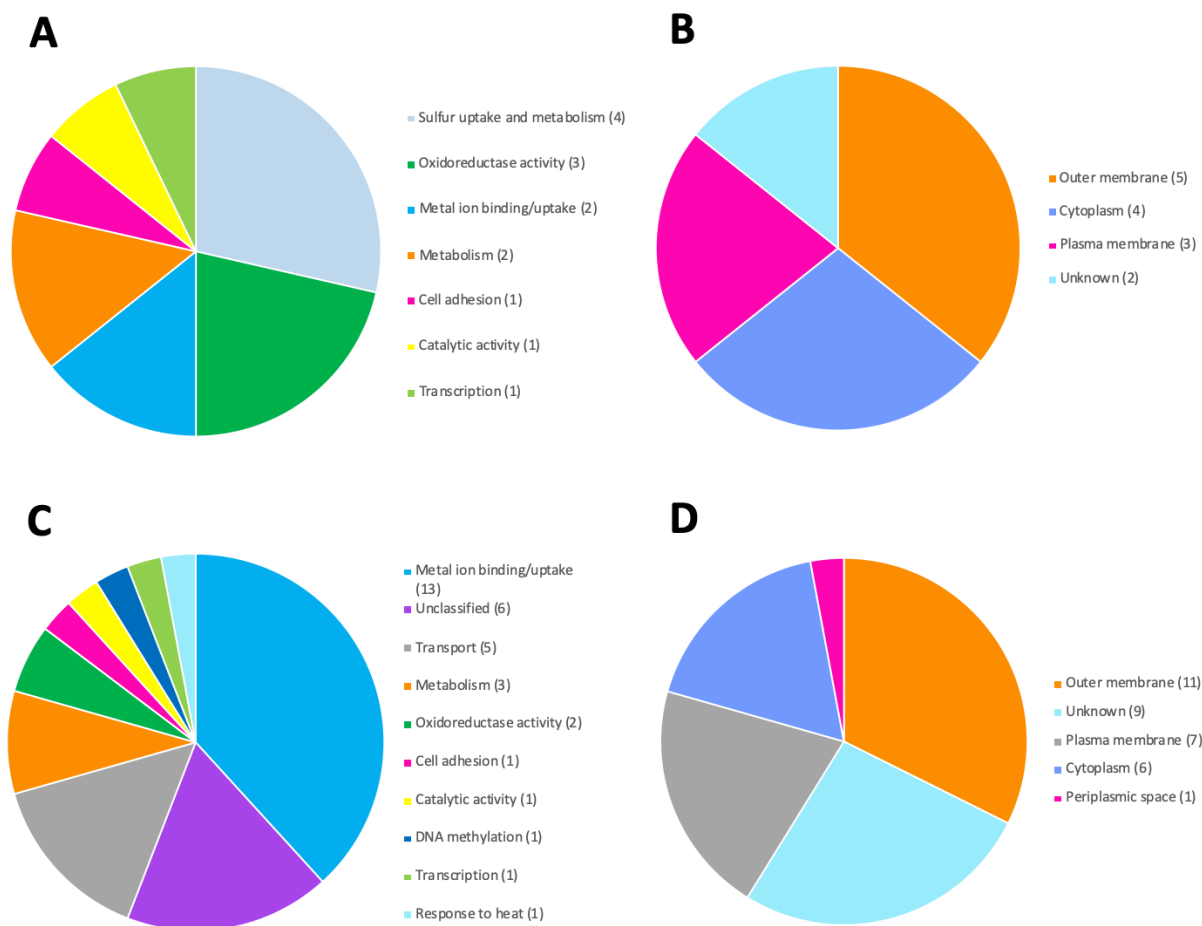 A
Sulfur uptake and metabolism (4)
Oxidoreductase activity (3)
Metal ion binding/uptake (2)
Metabolism (2)
Cell adhesion (1)
Catalytic activity (1)
Transcription (1)
B
Outer membrane (5)
Cytoplasm (4)
Plasma membrane (3)
Unknown (2)
C
Metal ion binding/uptake
(13)
Unclassified (6)
Transport (5)
Metabolism (3)
Oxidoreductase activity (2)
Cell adhesion (1)
Catalytic activity (1)
DNA methylation (1)
Transcription (1)
Response to heat (1)
D
Outer membrane (11)
Unknown (9)
Plasma membrane (7)
Cytoplasm (6)
Periplasmic space (1)